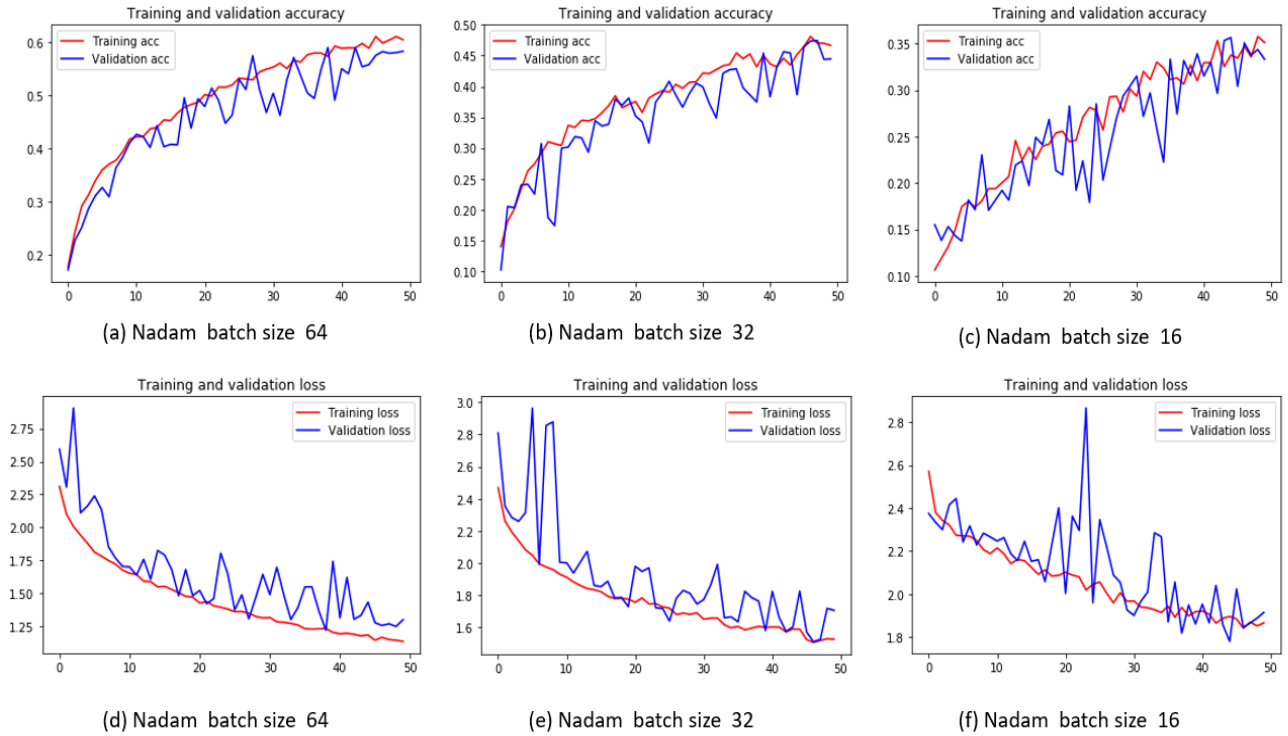 Training and validation accuracy
Training acc
Validation acc
0.6
0.5
0.4
0.3
0.2
0 10 20 30 40 50
(a) Nadam batch size 64
Training and validation accuracy
Training acc
Validation acc
0.50
0.45
0.40
0.35
0.30
0.25
0.20
0.15
0.10
0 10 20 30 40 50
(b) Nadam batch size 32
Training and validation accuracy
Training acc
Validation acc
0.35
0.30
0.25
0.20
0.15
0.10
0 10 20 30 40 50
(c) Nadam batch size 16
Training and validation loss
Training loss
Validation loss
2.75
2.50
2.25
2.00
1.75
1.50
1.25
0 10 20 30 40 50
(d) Nadam batch size 64
Training and validation loss
Training loss
Validation loss
3.0
2.8
2.6
2.4
2.2
2.0
1.8
1.6
0 10 20 30 40 50
(e) Nadam batch size 32
Training and validation loss
Training loss
Validation loss
2.8
2.6
2.4
2.2
2.0
1.8
0 10 20 30 40 50
(f) Nadam batch size 16